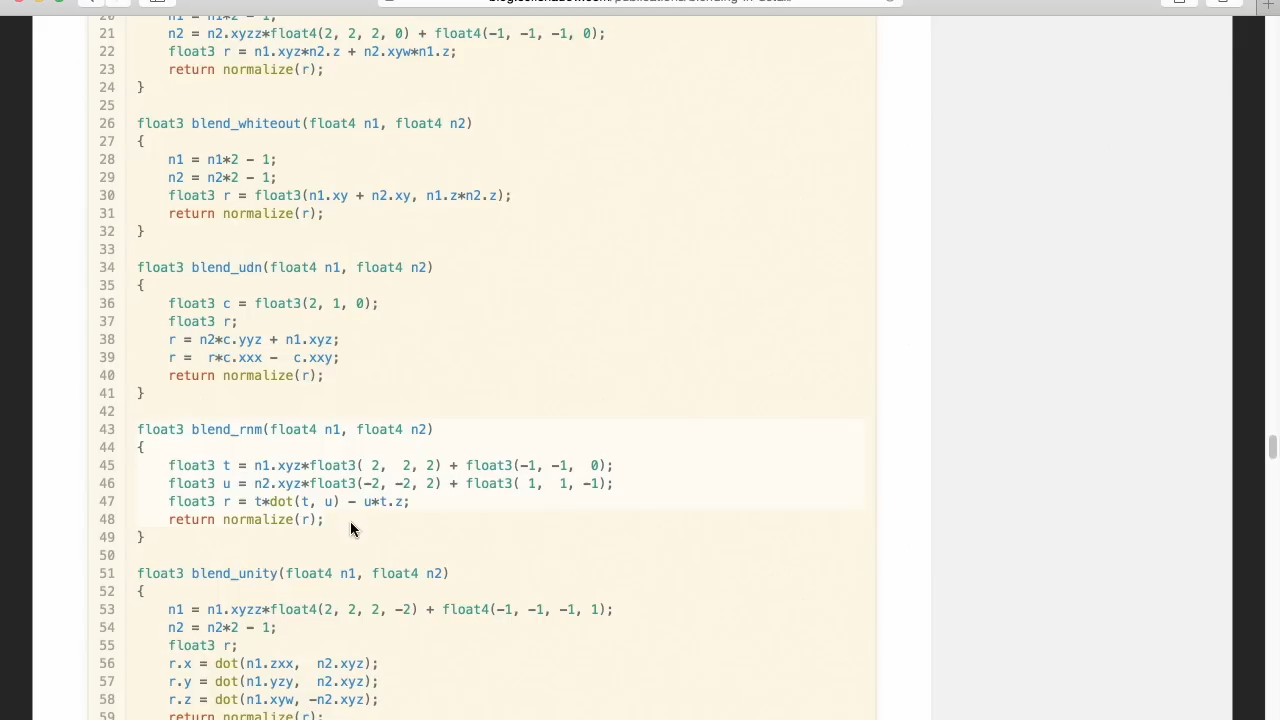 21 n2 = n2.xyzz*float4(2, 2, 2, 0) + float4(-1, -1, -1, 0);
22 float3 r = n1.xyz*n2.z + n2.xyw*n1.z;
23 return normalize(r);
24 }
25
26 float3 blend_whiteout(float4 n1, float4 n2)
27 {
28 n1 = n1*2 - 1;
29 n2 = n2*2 - 1;
30 float3 r = float3(n1.xy + n2.xy, n1.z*n2.z);
31 return normalize(r);
32 }
33
34 float3 blend_udn(float4 n1, float4 n2)
35 {
36 float3 c = float3(2, 1, 0);
37 float3 r;
38 r = n2*c.yyz + n1.xyz;
39 r =  r*c.xxx -  c.xxy;
40 return normalize(r);
41 }
42
43 float3 blend_rnm(float4 n1, float4 n2)
44 {
45 float3 t = n1.xyz*float3( 2,  2, 2) + float3(-1, -1,  0);
46 float3 u = n2.xyz*float3(-2, -2, 2) + float3( 1,  1, -1);
47 float3 r = t*dot(t, u) - u*t.z;
48 return normalize(r);
49 }
50
51 float3 blend_unity(float4 n1, float4 n2)
52 {
53 n1 = n1.xyzz*float4(2, 2, 2, -2) + float4(-1, -1, -1, 1);
54 n2 = n2*2 - 1;
55 float3 r;
56 r.x = dot(n1.zxx,  n2.xyz);
57 r.y = dot(n1.yzy,  n2.xyz);
58 r.z = dot(n1.xyw, -n2.xyz);
59 return normalize(r);